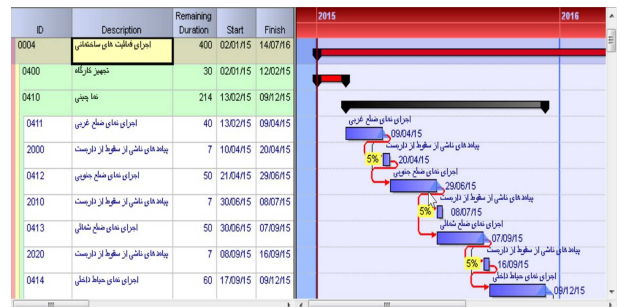 Remaining
ID Description Duration Start Finish
2015 2016
0004 اجرای فعالیت های ساختمانی 400 02/01/15 14/07/16
0400 تجهیز کارگاه 30 02/01/15 12/02/15
0410 نما چینی 214 13/02/15 09/12/15
0411 اجرای نمای ضلع غربی 40 13/02/15 09/04/15
2000 پیامدهای ناشی از سقوط از داربست 7 10/04/15 20/04/15
0412 اجرای نمای ضلع جنوبی 50 21/04/15 29/06/15
2010 پیامدهای ناشی از سقوط از داربست 7 30/06/15 08/07/15
0413 اجرای نمای ضلع شمالی 50 30/06/15 07/09/15
2020 پیامدهای ناشی از سقوط از داربست 7 08/09/15 16/09/15
0414 اجرای نمای حیاط داخلی 60 17/09/15 09/12/15
اجرای نمای ضلع غربی
09/04/15
پیامدهای ناشی از سقوط از داربست
5% 20/04/15
اجرای نمای ضلع جنوبی
29/06/15
پیامدهای ناشی از سقوط از داربست
5% 08/07/15
اجرای نمای ضلع شمالی
07/09/15
پیامدهای ناشی از سقوط از داربست
5% 16/09/15
اجرای نمای حیاط داخلی
09/12/15